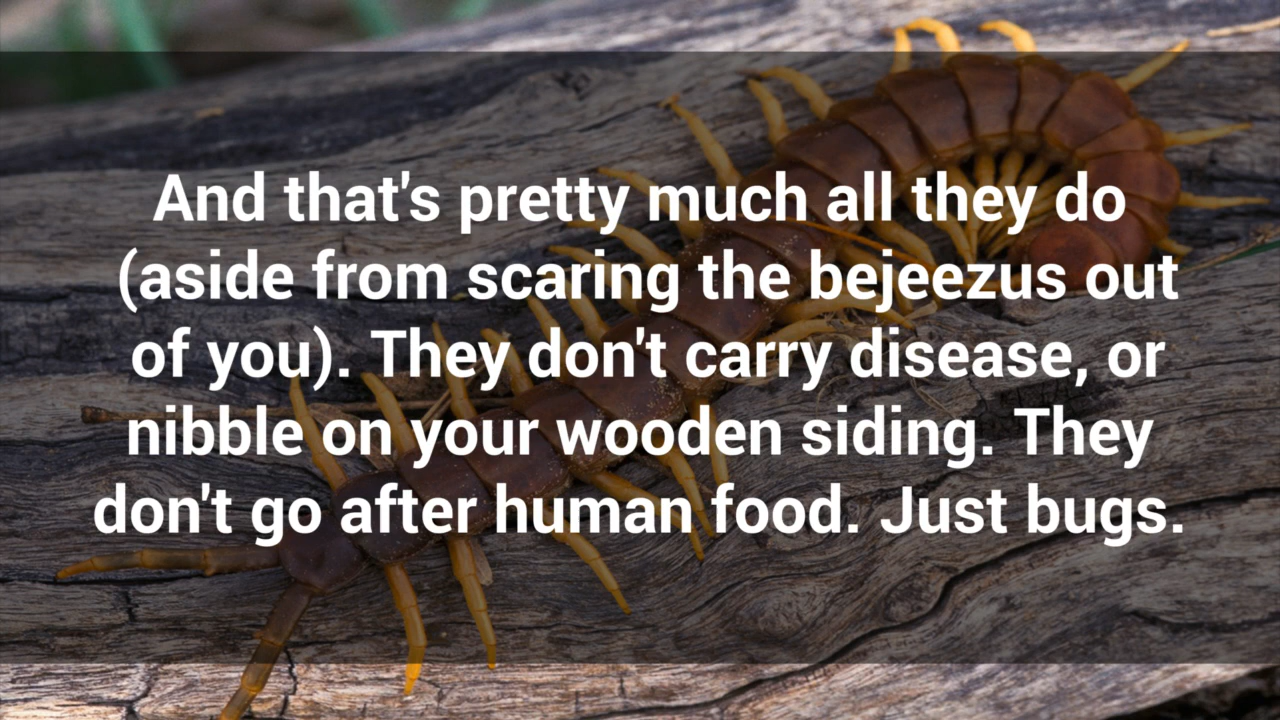 And that's pretty much all they do
(aside from scaring the bejeezus out
of you). They don't carry disease, or
nibble on your wooden siding. They
don't go after human food. Just bugs.